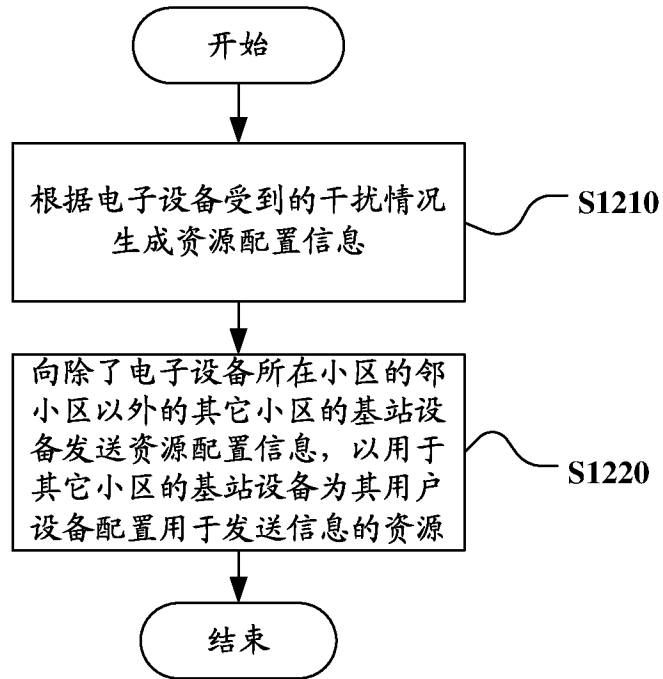 开始
根据电子设备受到的干扰情况
生成资源配置信息
S1210
向除了电子设备所在小区的邻
小区以外的其它小区的基站设
备发送资源配置信息，以用于
其它小区的基站设备为其用户
设备配置用于发送信息的资源
S1220
结束